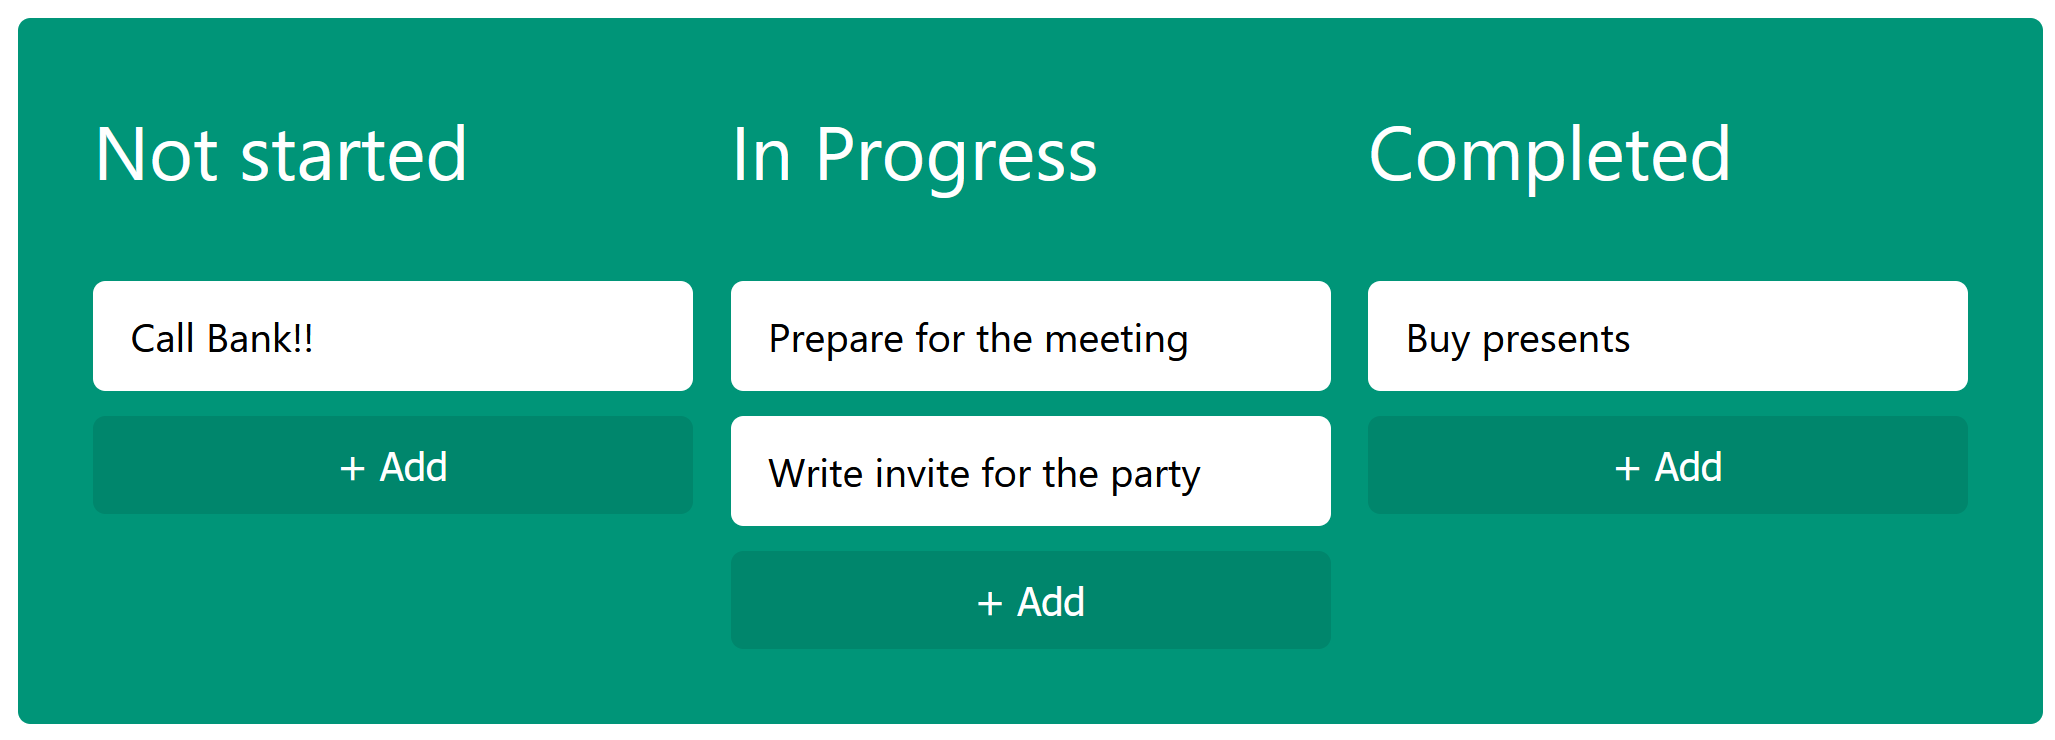 Not started
Call Bank!!
+ Add
In Progress
Prepare for the meeting
Write invite for the party
+ Add
Completed
Buy presents
+ Add